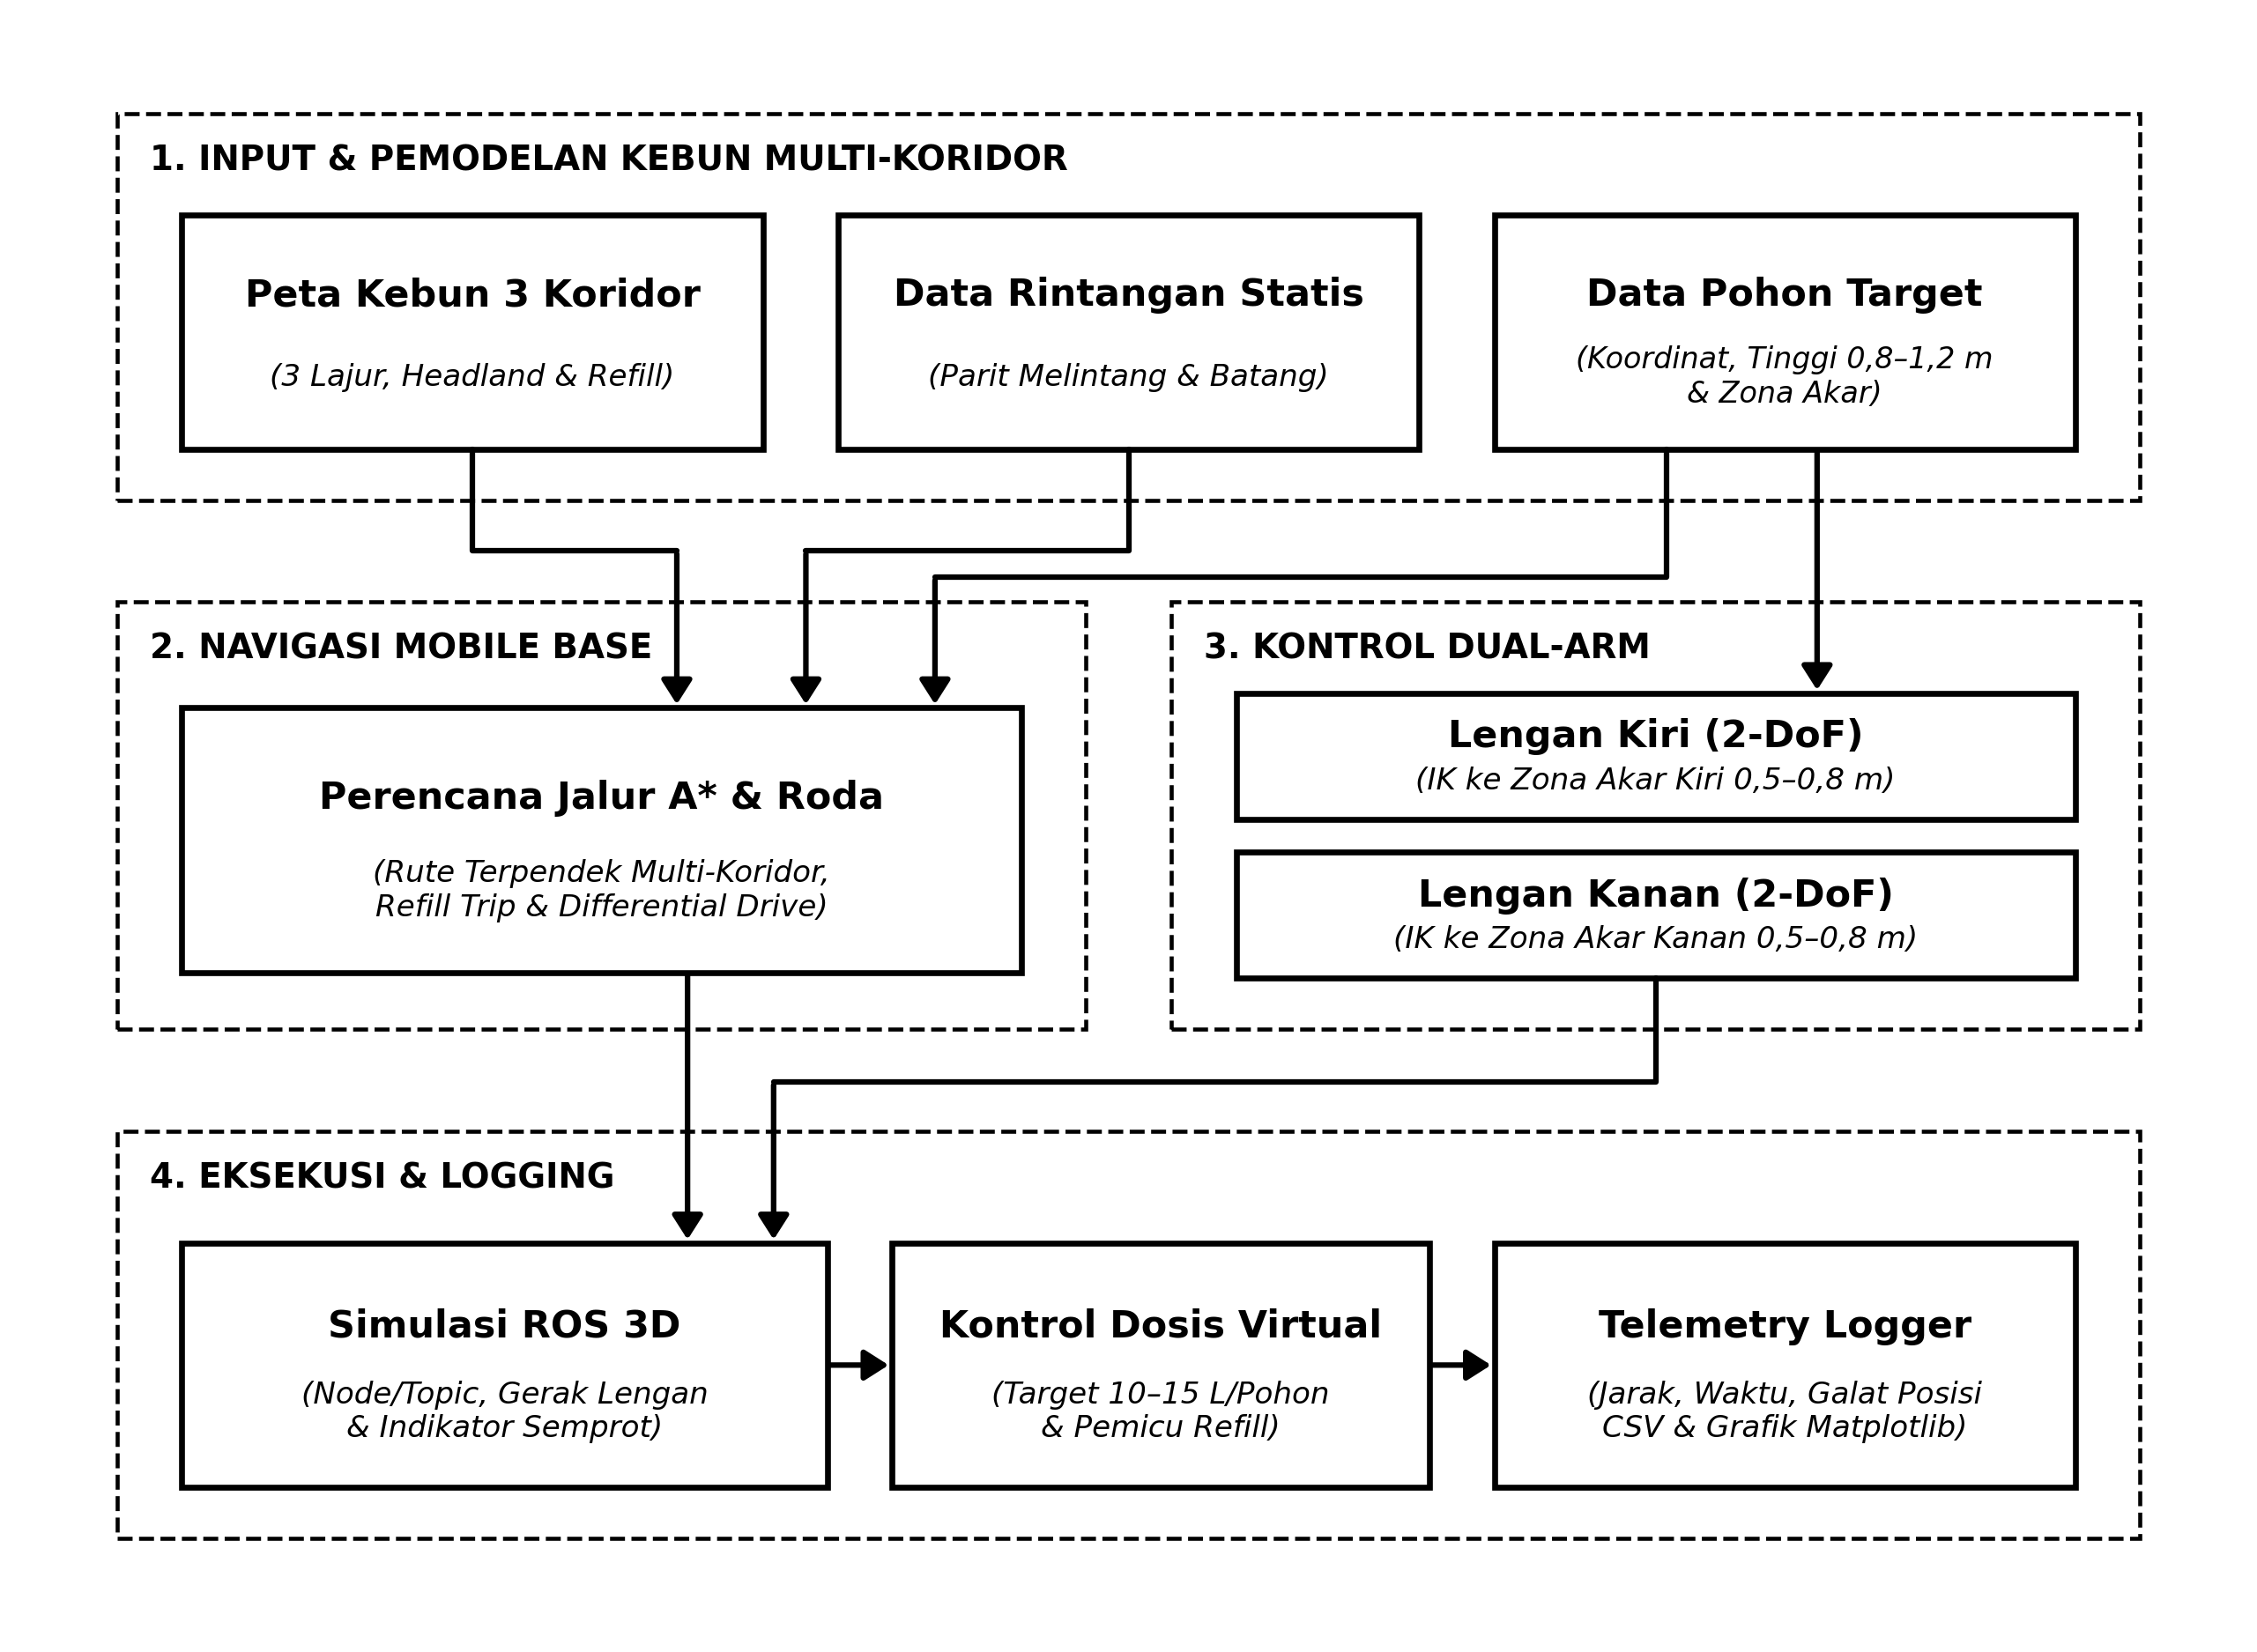 1. INPUT & PEMODELAN KEBUN MULTI-KORIDOR
Peta Kebun 3 Koridor
(3 Lajur, Headland & Refill)
Data Rintangan Statis
(Parit Melintang & Batang)
Data Pohon Target
(Koordinat, Tinggi 0,8–1,2 m
& Zona Akar)
2. NAVIGASI MOBILE BASE
Perencana Jalur A* & Roda
(Rute Terpendek Multi-Koridor,
Refill Trip & Differential Drive)
3. KONTROL DUAL-ARM
Lengan Kiri (2-DoF)
(IK ke Zona Akar Kiri 0,5–0,8 m)
Lengan Kanan (2-DoF)
(IK ke Zona Akar Kanan 0,5–0,8 m)
4. EKSEKUSI & LOGGING
Simulasi ROS 3D
(Node/Topic, Gerak Lengan
& Indikator Semprot)
Kontrol Dosis Virtual
(Target 10–15 L/Pohon
& Pemicu Refill)
Telemetry Logger
(Jarak, Waktu, Galat Posisi
CSV & Grafik Matplotlib)